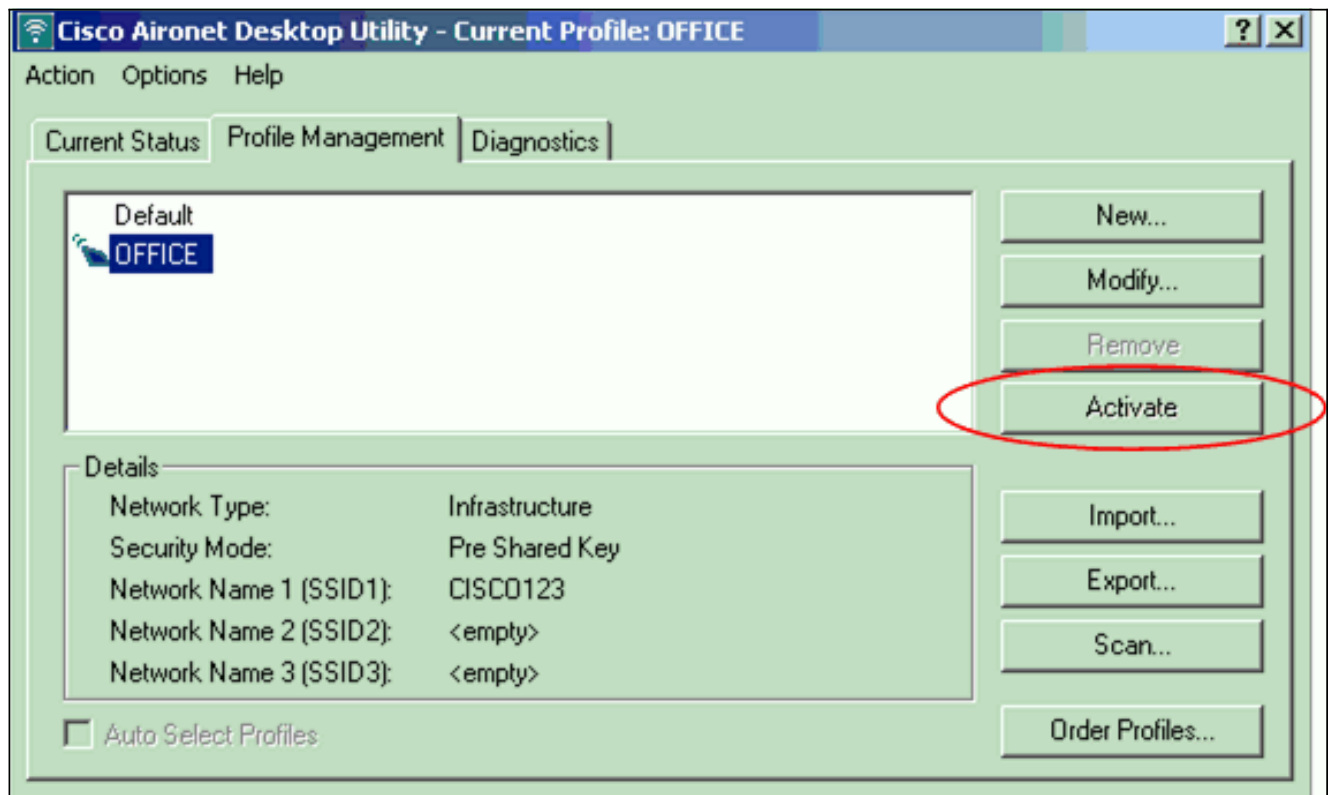 Cisco Aironet Desktop Utility - Current Profile: OFFICE
Action Options Help
Current Status Profile Management Diagnostics
Default
OFFICE
New...
Modify...
Remove
Activate
Details
Network Type: Infrastructure
Security Mode: Pre Shared Key
Network Name 1 (SSID1): CISCO123
Network Name 2 (SSID2): <empty>
Network Name 3 (SSID3): <empty>
Import...
Export...
Scan...
Auto Select Profiles
Order Profiles...